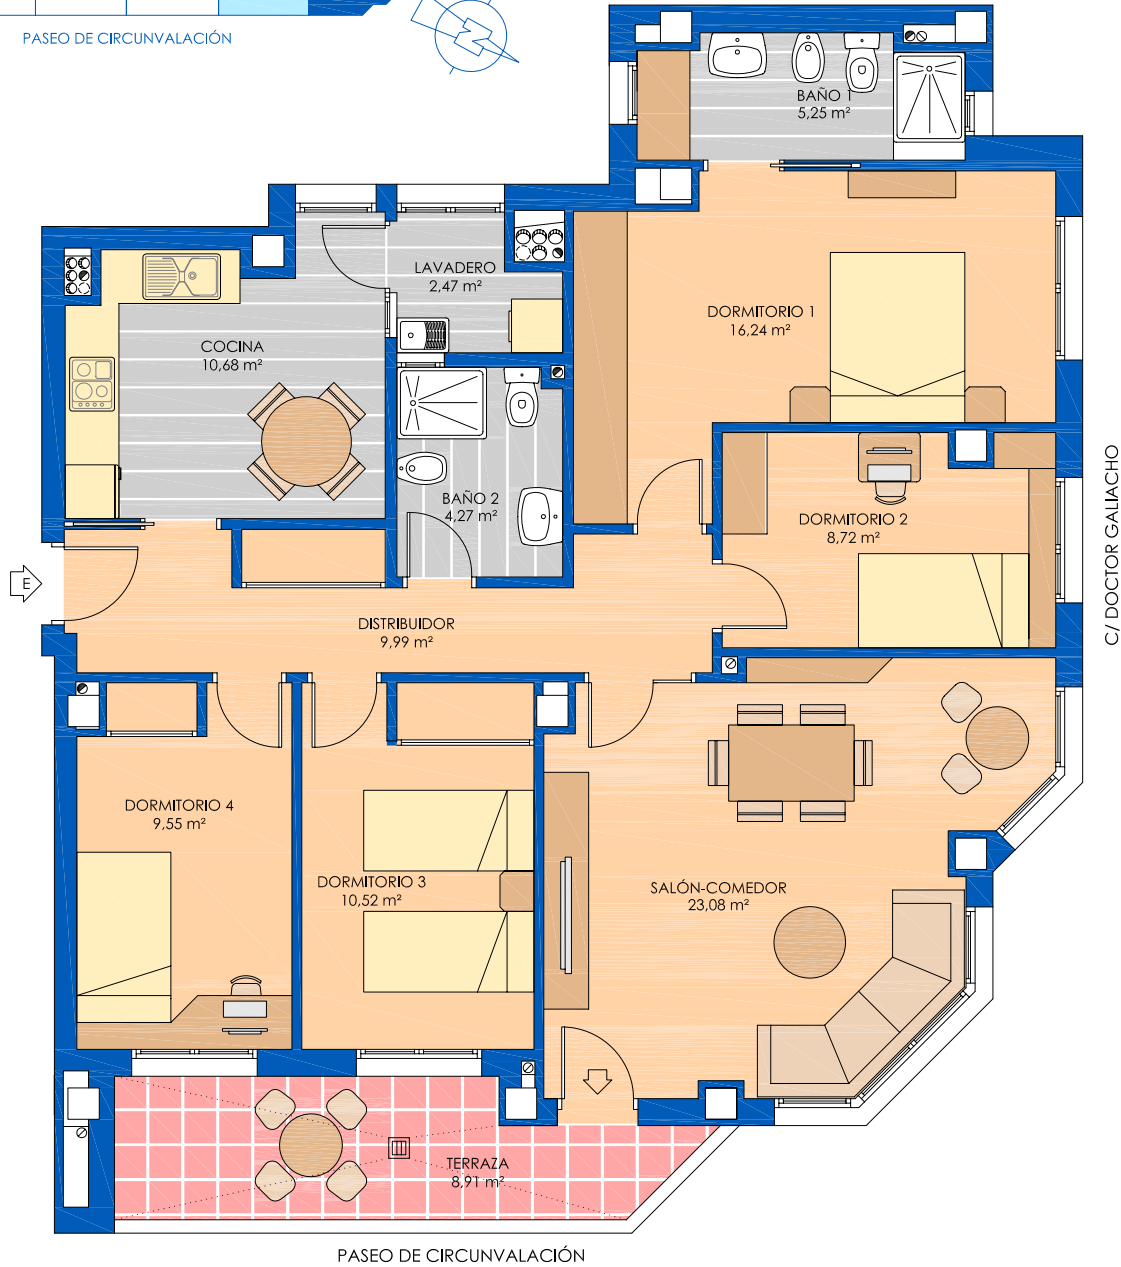 PASEO DE CIRCUNVALACIÓN
N
BAÑO 1
5,25 m²
LAVADERO
2,47 m²
DORMITORIO 1
16,24 m²
COCINA
10,68 m²
BAÑO 2
4,27 m²
DORMITORIO 2
8,72 m²
C/ DOCTOR GALIACHO
E
DISTRIBUIDOR
9,99 m²
DORMITORIO 4
9,55 m²
DORMITORIO 3
10,52 m²
SALÓN-COMEDOR
23,08 m²
TERRAZA
8,91 m²
PASEO DE CIRCUNVALACIÓN